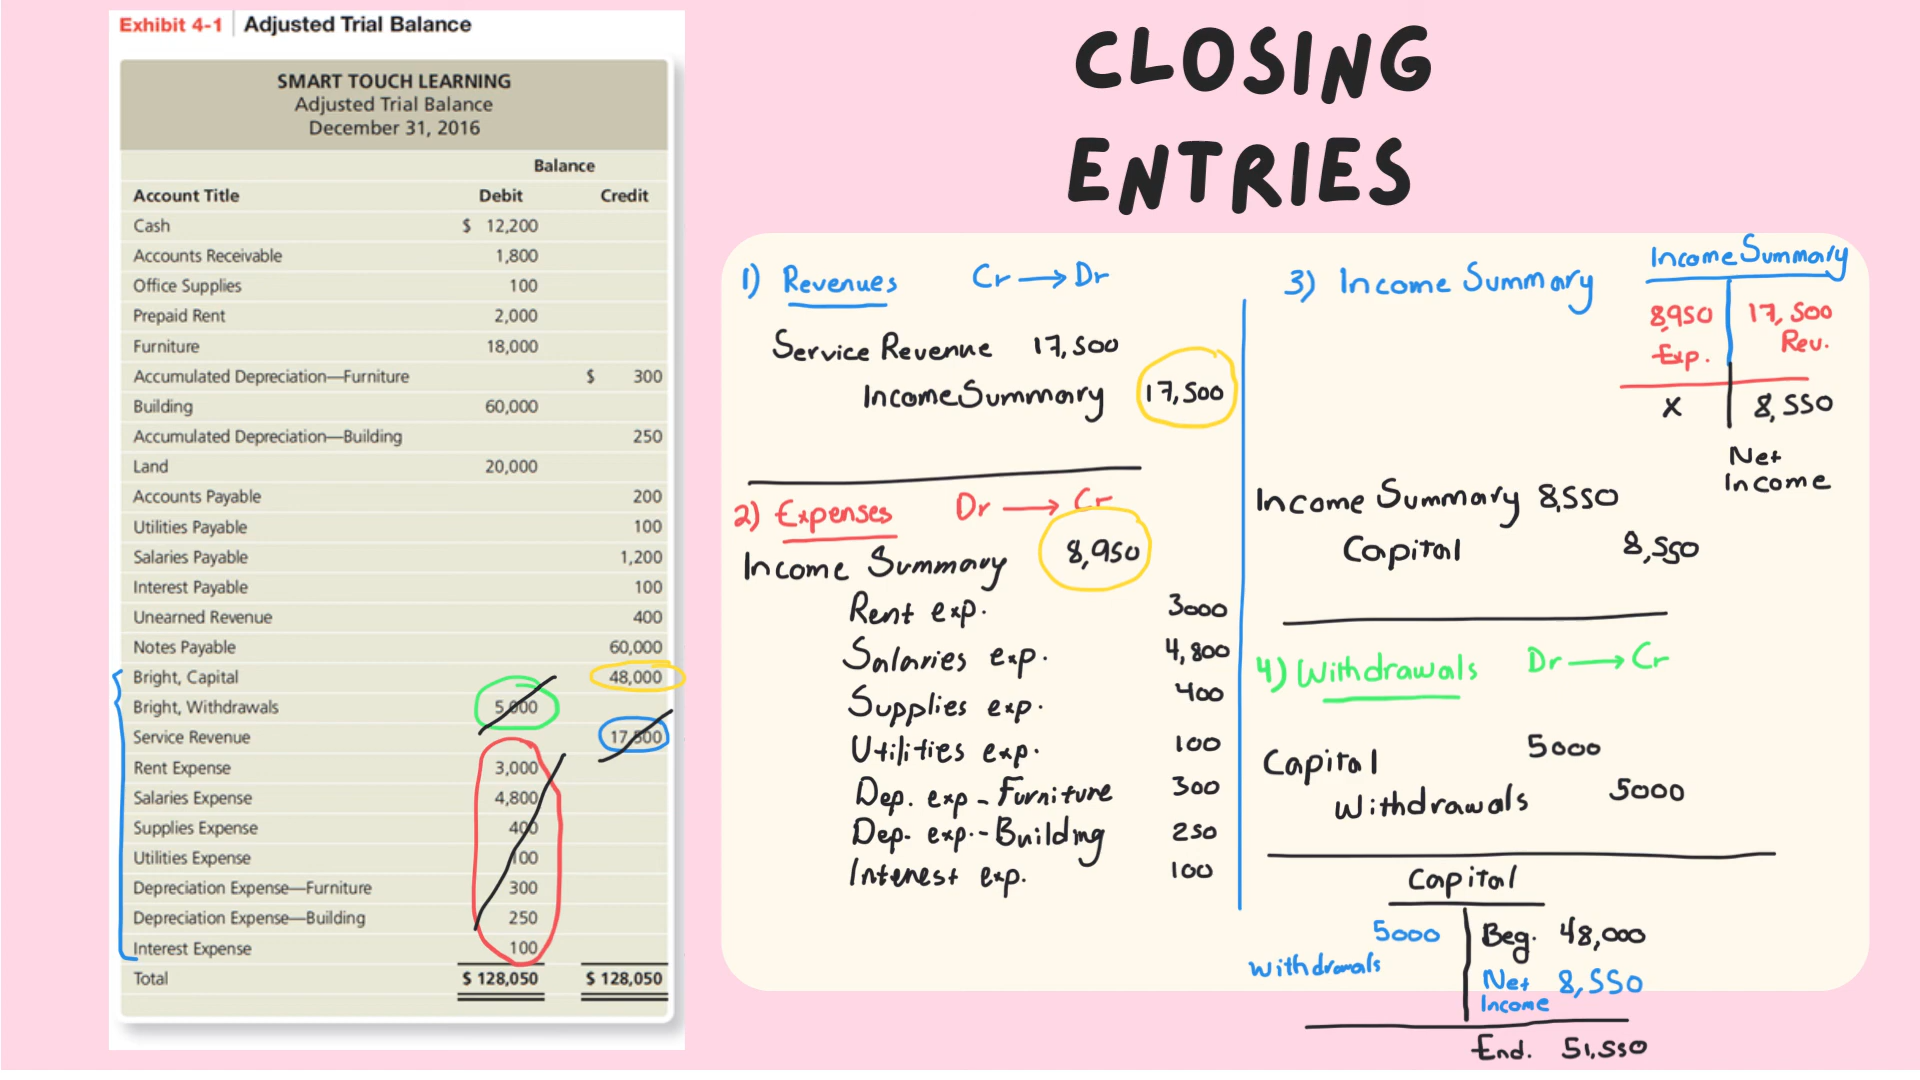 Exhibit 4-1 | Adjusted Trial Balance
SMART TOUCH LEARNING
Adjusted Trial Balance
December 31, 2016
Balance
Account Title Debit Credit
Cash $ 12,200
Accounts Receivable 1,800
Office Supplies 100
Prepaid Rent 2,000
Furniture 18,000
Accumulated Depreciation—Furniture $ 300
Building 60,000
Accumulated Depreciation—Building 250
Land 20,000
Accounts Payable 200
Utilities Payable 100
Salaries Payable 1,200
Interest Payable 100
Unearned Revenue 400
Notes Payable 60,000
Bright, Capital 48,000
Bright, Withdrawals 5,000
Service Revenue 17,500
Rent Expense 3,000
Salaries Expense 4,800
Supplies Expense 400
Utilities Expense 100
Depreciation Expense—Furniture 300
Depreciation Expense—Building 250
Interest Expense 100
Total $ 128,050 $ 128,050
CLOSING
ENTRIES
1) Revenues Cr → Dr
Service Revenue 17,500
Income Summary 17,500
2) Expenses Dr → Cr
Income Summary 8,950
Rent exp. 3000
Salaries exp. 4,800
Supplies exp. 400
Utilities exp. 100
Dep. exp - Furniture 300
Dep. exp. - Building 250
Interest exp. 100
3) Income Summary
Income Summary
8950 17,500
Exp. Rev.
x 8,550
Net
Income
Income Summary 8,550
Capital 8,550
4) Withdrawals Dr → Cr
Capital 5000
Withdrawals 5000
Capital
5000 Beg. 48,000
Withdrawals Net 8,550
Income
End. 51,550